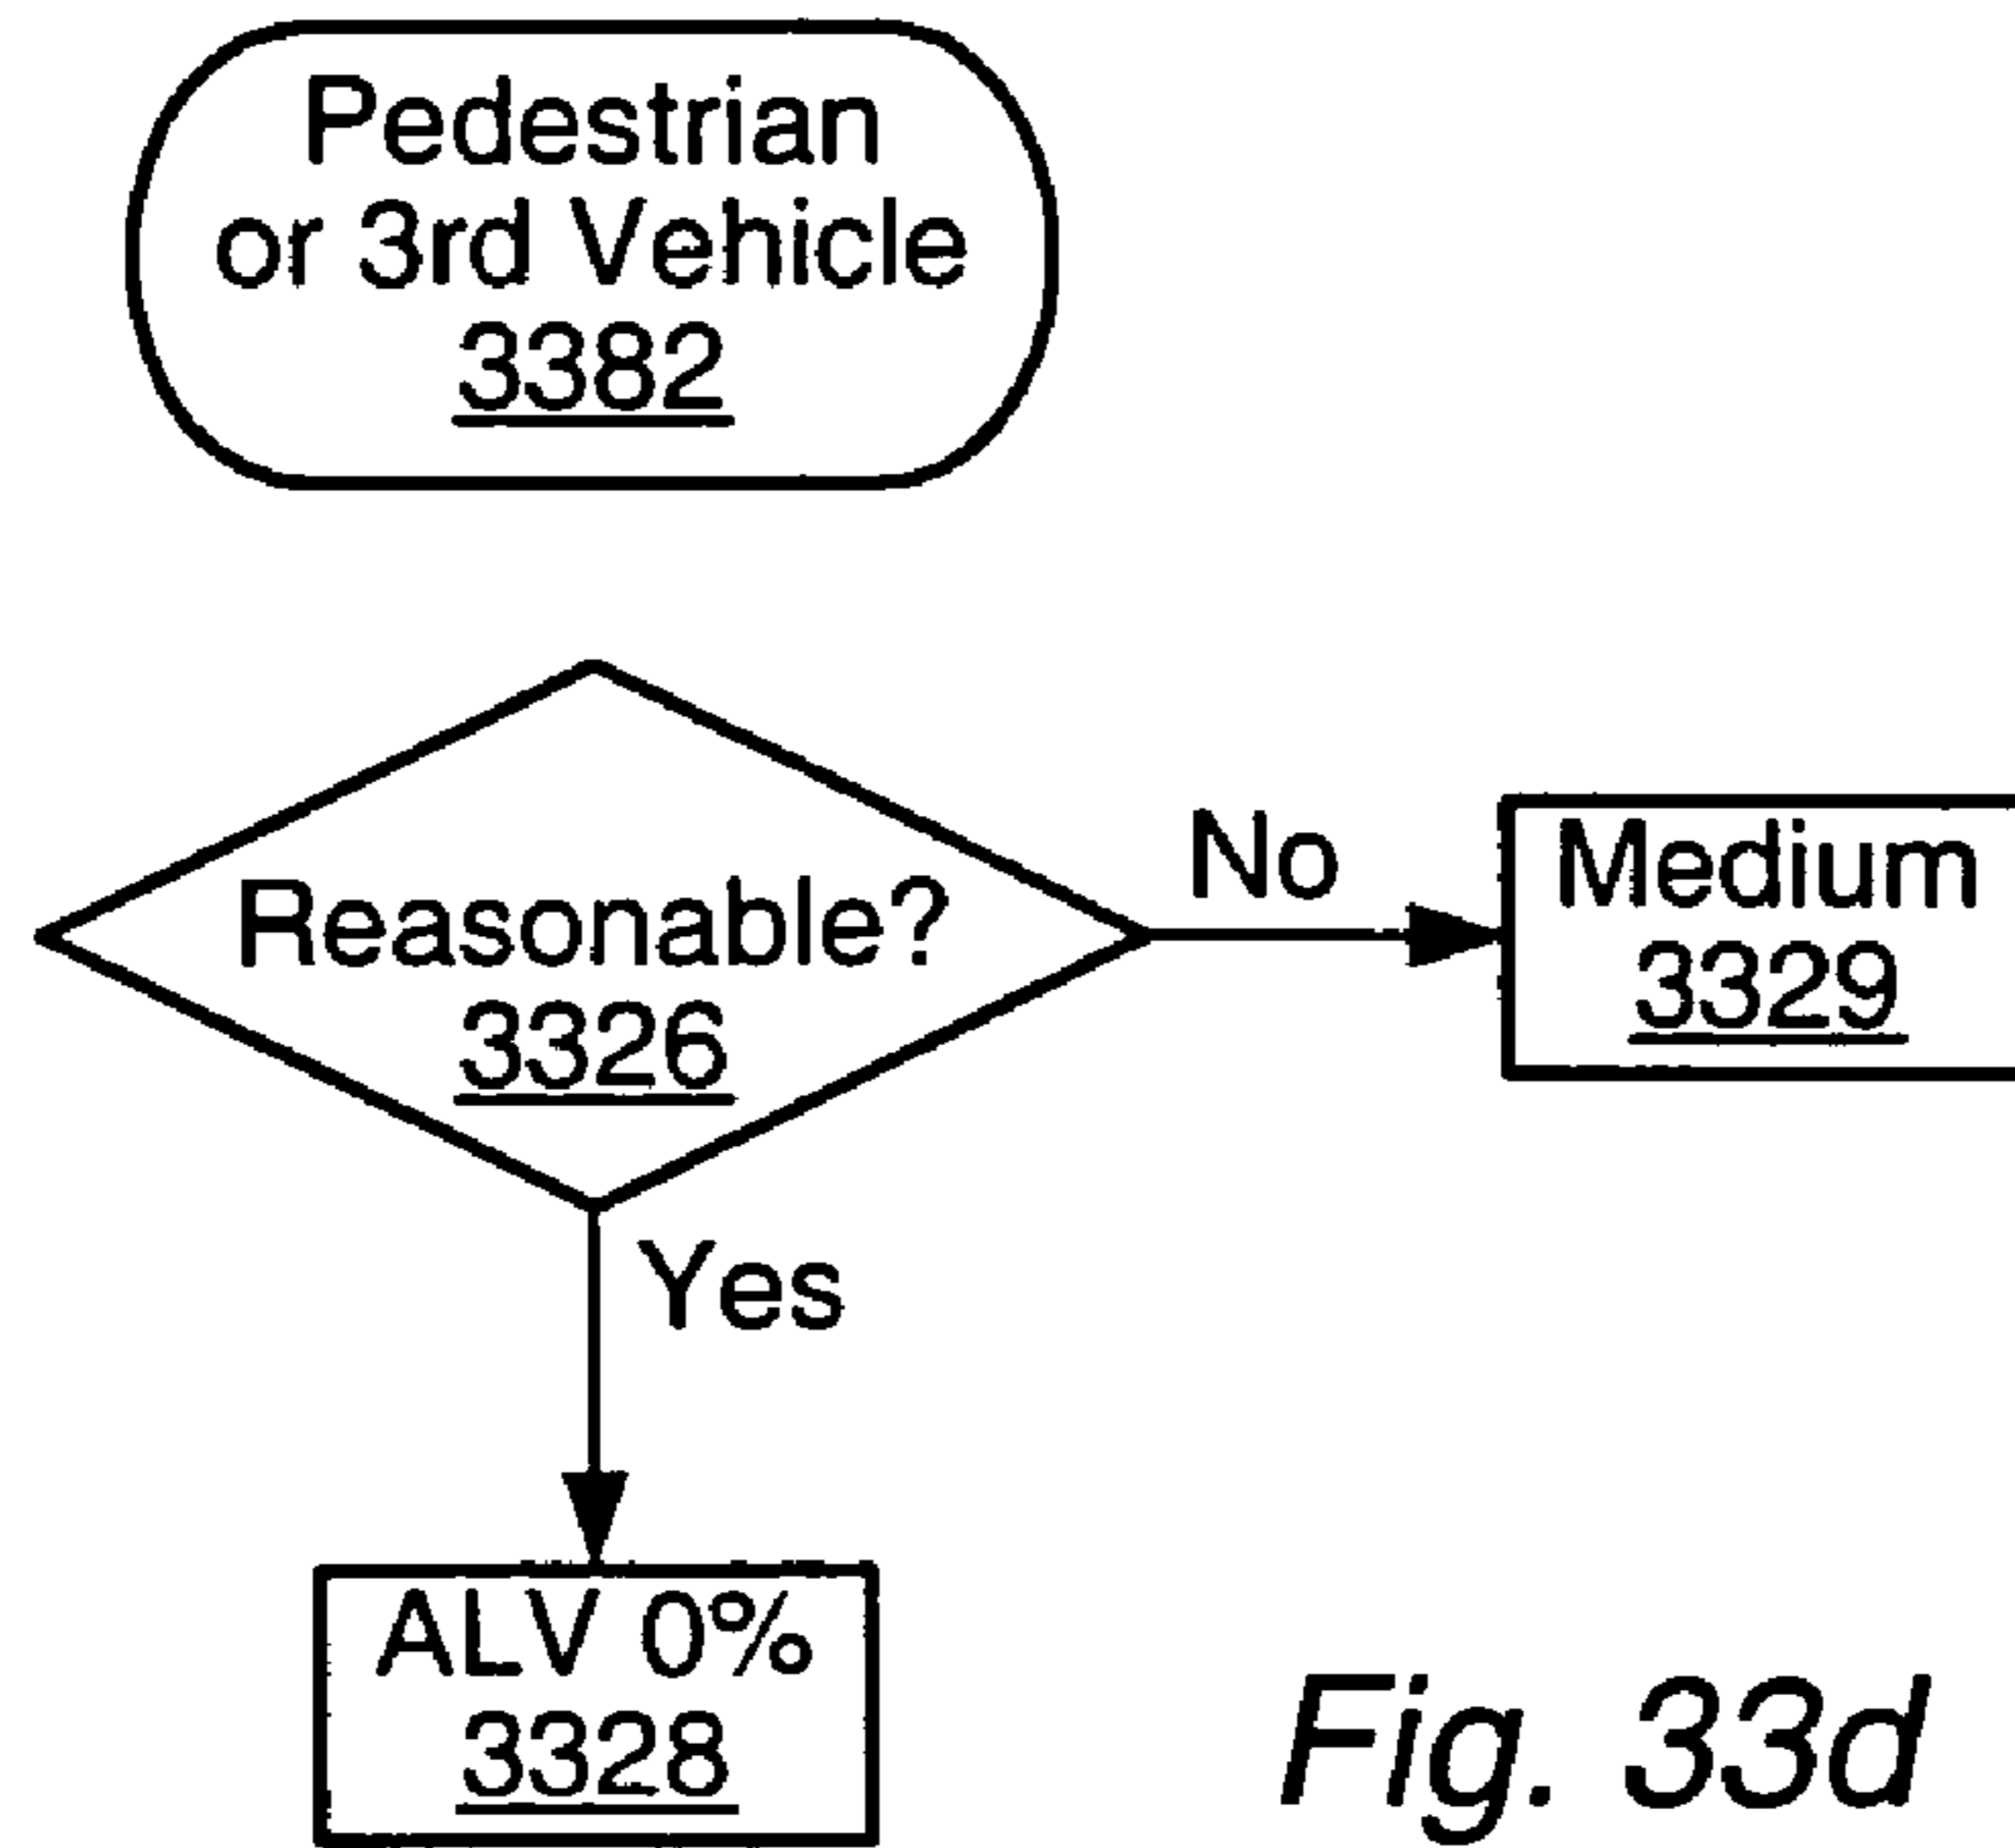 Pedestrian
or 3rd Vehicle
3382
Reasonable?
3326
No
Medium
3329
Yes
ALV 0%
3328
Fig. 33d